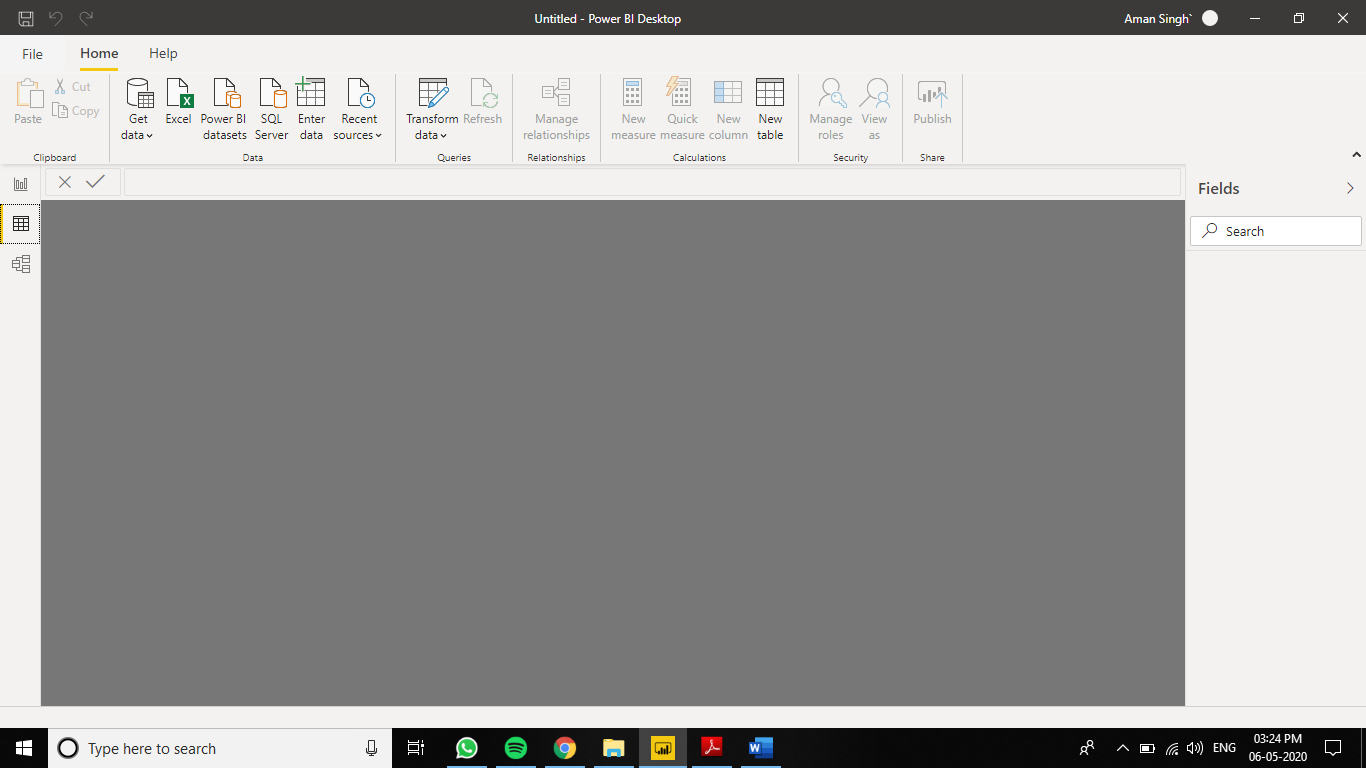 Untitled - Power BI Desktop
Aman Singh`
File
Home
Help
Paste
Cut
Copy
Clipboard
Get data
Excel
Power BI datasets
SQL Server
Enter data
Recent sources
Data
Transform data
Refresh
Queries
Manage relationships
Relationships
New measure
Quick measure
New column
New table
Calculations
Manage roles
View as
Security
Publish
Share
Fields
Search
Type here to search
ENG
03:24 PM
06-05-2020